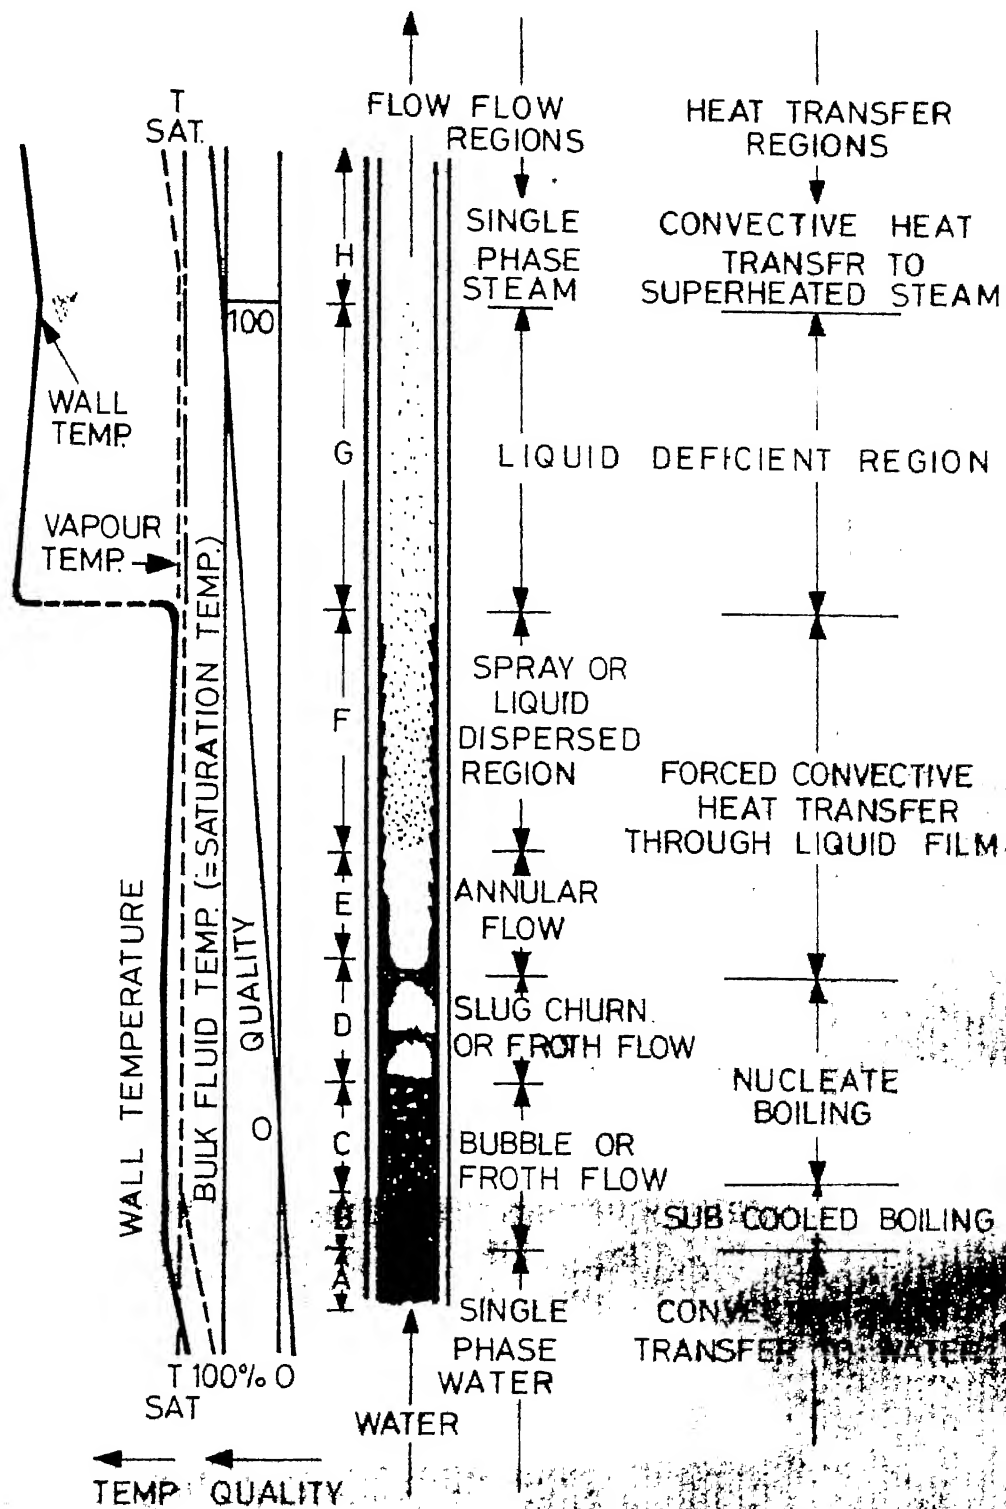 FLOW
FLOW
REGIONS
HEAT TRANSFER
REGIONS
T
SAT.
H
SINGLE
PHASE
STEAM
CONVECTIVE HEAT
TRANSFR TO
SUPERHEATED STEAM
100
WALL
TEMP.
G
LIQUID DEFICIENT REGION
VAPOUR
TEMP.
BULK FLUID TEMP. (≐SATURATION TEMP.)
F
SPRAY OR
LIQUID
DISPERSED
REGION
FORCED CONVECTIVE
HEAT TRANSFER
THROUGH LIQUID FILM
WALL TEMPERATURE
QUALITY
E
ANNULAR
FLOW
D
SLUG CHURN
OR FROTH FLOW
NUCLEATE
BOILING
O
C
BUBBLE OR
FROTH FLOW
B
SUB COOLED BOILING
A
SINGLE
PHASE
WATER
TRANSFER TO WATER
T 100% O
SAT
WATER
TEMP QUALITY